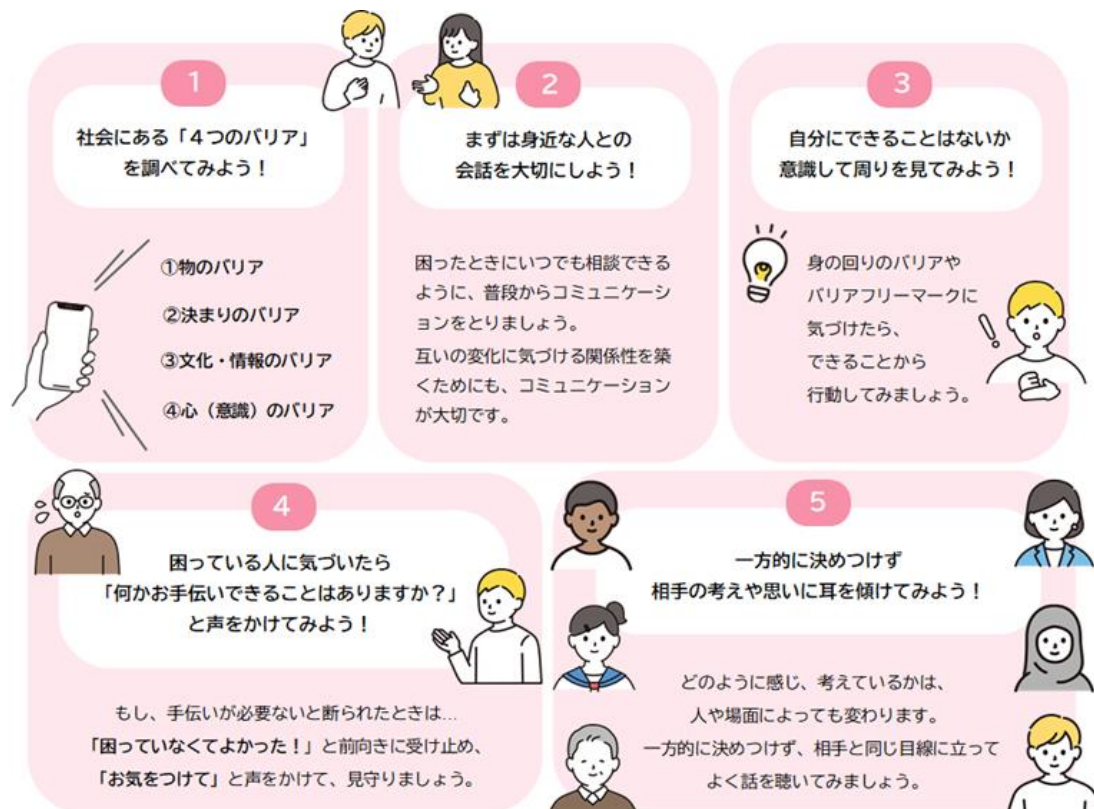 1
社会にある「4つのバリア」
を調べてみよう！
①物のバリア
②決まりのバリア
③文化・情報のバリア
④心（意識）のバリア
2
まずは身近な人との
会話を大切にしよう！
困ったときにいつでも相談できる
ように、普段からコミュニケーシ
ョンをとりましょう。
互いの変化に気づける関係性を築
くためにも、コミュニケーション
が大切です。
3
自分にできることはないか
意識して周りを見てみよう！
身の回りのバリアや
バリアフリーマークに
気づけたら、
できることから
行動してみましょう。
4
困っている人に気づいたら
「何かお手伝いできることはありますか？」
と声をかけてみよう！
もし、手伝いが必要ないと断られたときは…
「困っていなくてよかった！」と前向きに受け止め、
「お気をつけて」と声をかけて、見守りましょう。
5
一方的に決めつけず
相手の考えや思いに耳を傾けてみよう！
どのように感じ、考えているかは、
人や場面によっても変わります。
一方的に決めつけず、相手と同じ目線に立って
よく話を聴いてみましょう。